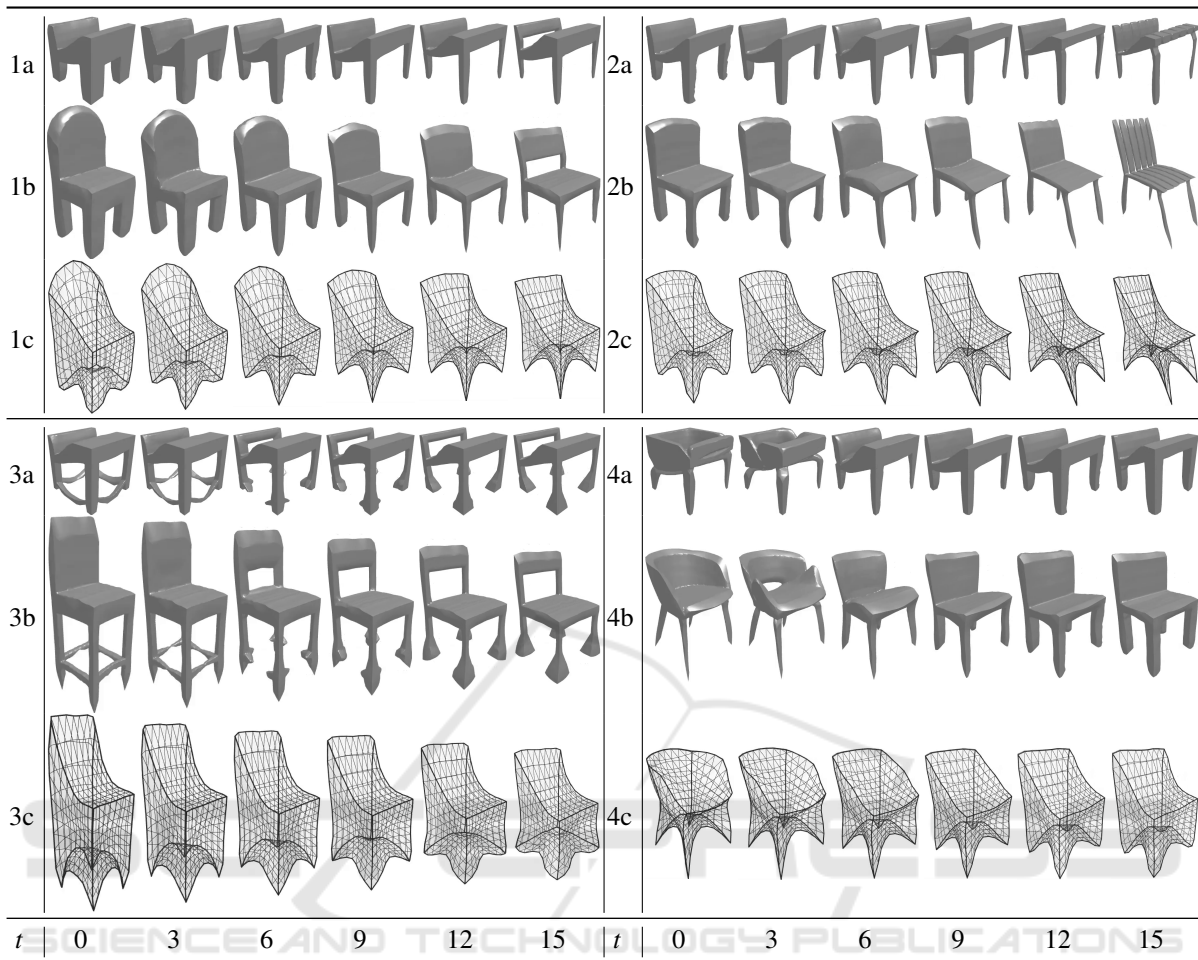 1a 2a
1b 2b
1c 2c
3a 4a
3b 4b
3c 4c
t 0 3 6 9 12 15 t 0 3 6 9 12 15
SCIENCE AND TECHNOLOGY PUBLICATIONS